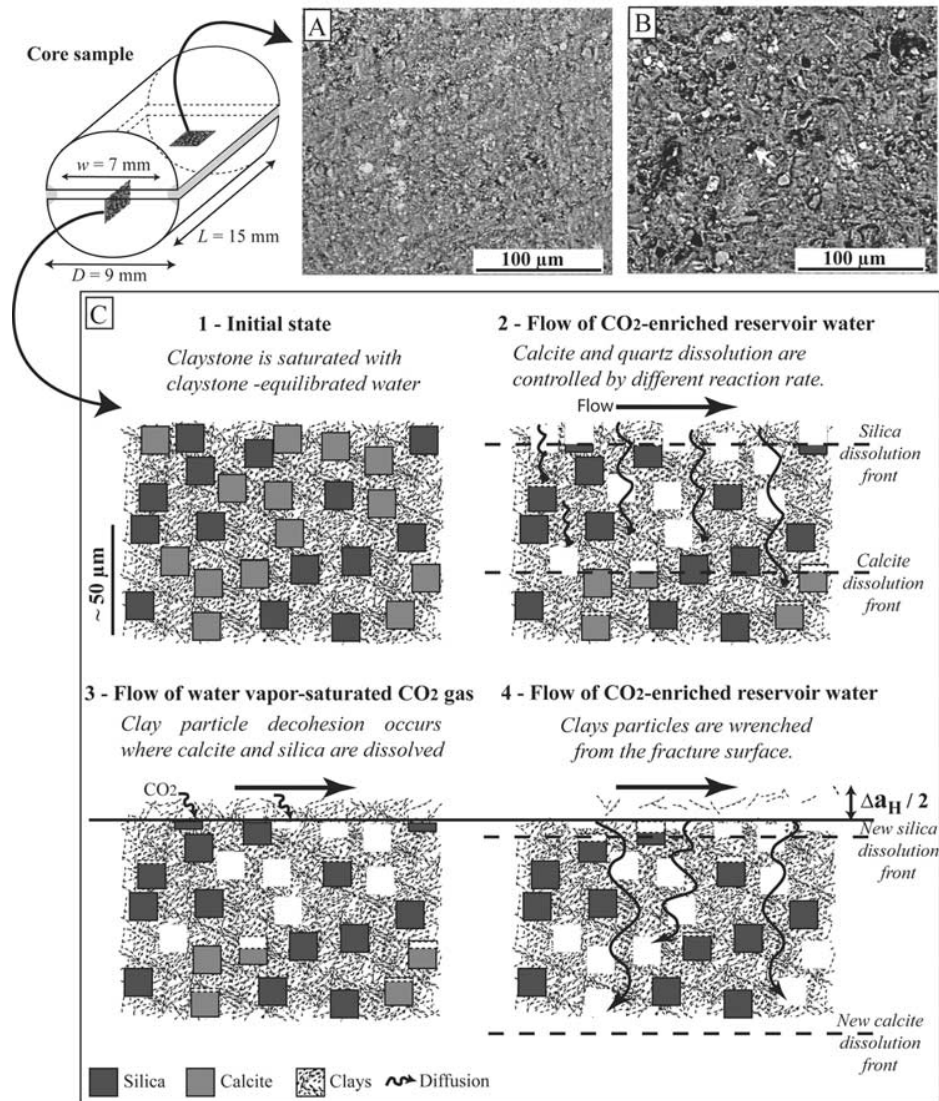 Core sample
w = 7 mm
L = 15 mm
D = 9 mm
A
100 µm
B
100 µm
C
1 - Initial state
Claystone is saturated with
claystone -equilibrated water
~ 50 µm
2 - Flow of CO2-enriched reservoir water
Calcite and quartz dissolution are
controlled by different reaction rate.
Flow
Silica
dissolution
front
Calcite
dissolution
front
3 - Flow of water vapor-saturated CO2 gas
Clay particle decohesion occurs
where calcite and silica are dissolved
CO2
4 - Flow of CO2-enriched reservoir water
Clays particles are wrenched
from the fracture surface.
ΔaH / 2
New silica
dissolution
front
New calcite
dissolution
front
Silica
Calcite
Clays
Diffusion